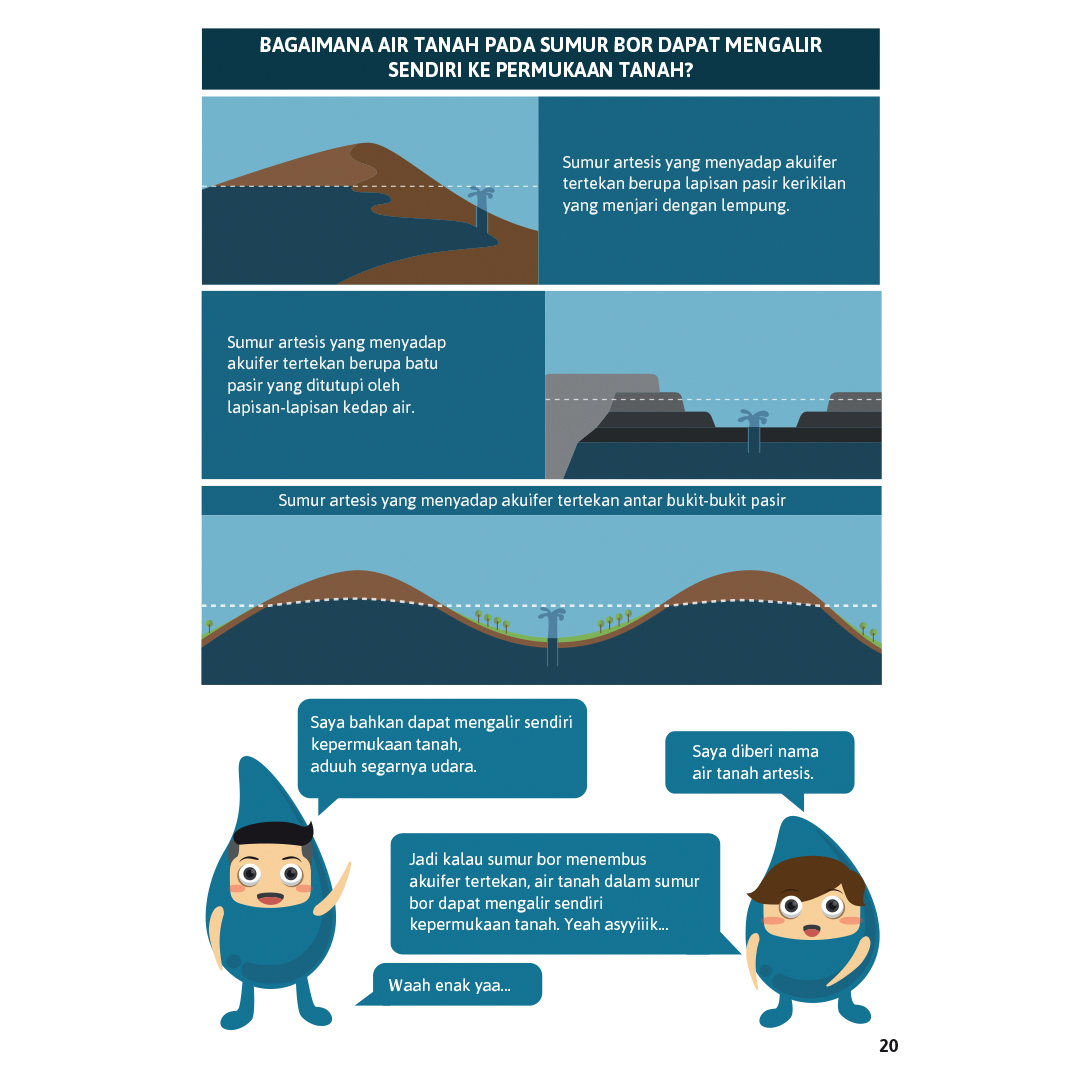 BAGAIMANA AIR TANAH PADA SUMUR BOR DAPAT MENGALIR
SENDIRI KE PERMUKAAN TANAH?
Sumur artesis yang menyadap akuifer
tertekan berupa lapisan pasir kerikilan
yang menjari dengan lempung.
Sumur artesis yang menyadap
akuifer tertekan berupa batu
pasir yang ditutupi oleh
lapisan-lapisan kedap air.
Sumur artesis yang menyadap akuifer tertekan antar bukit-bukit pasir
Saya bahkan dapat mengalir sendiri
kepermukaan tanah,
aduuh segarnya udara.
Saya diberi nama
air tanah artesis.
Jadi kalau sumur bor menembus
akuifer tertekan, air tanah dalam sumur
bor dapat mengalir sendiri
kepermukaan tanah. Yeah asyyiiik...
Waah enak yaa...
20